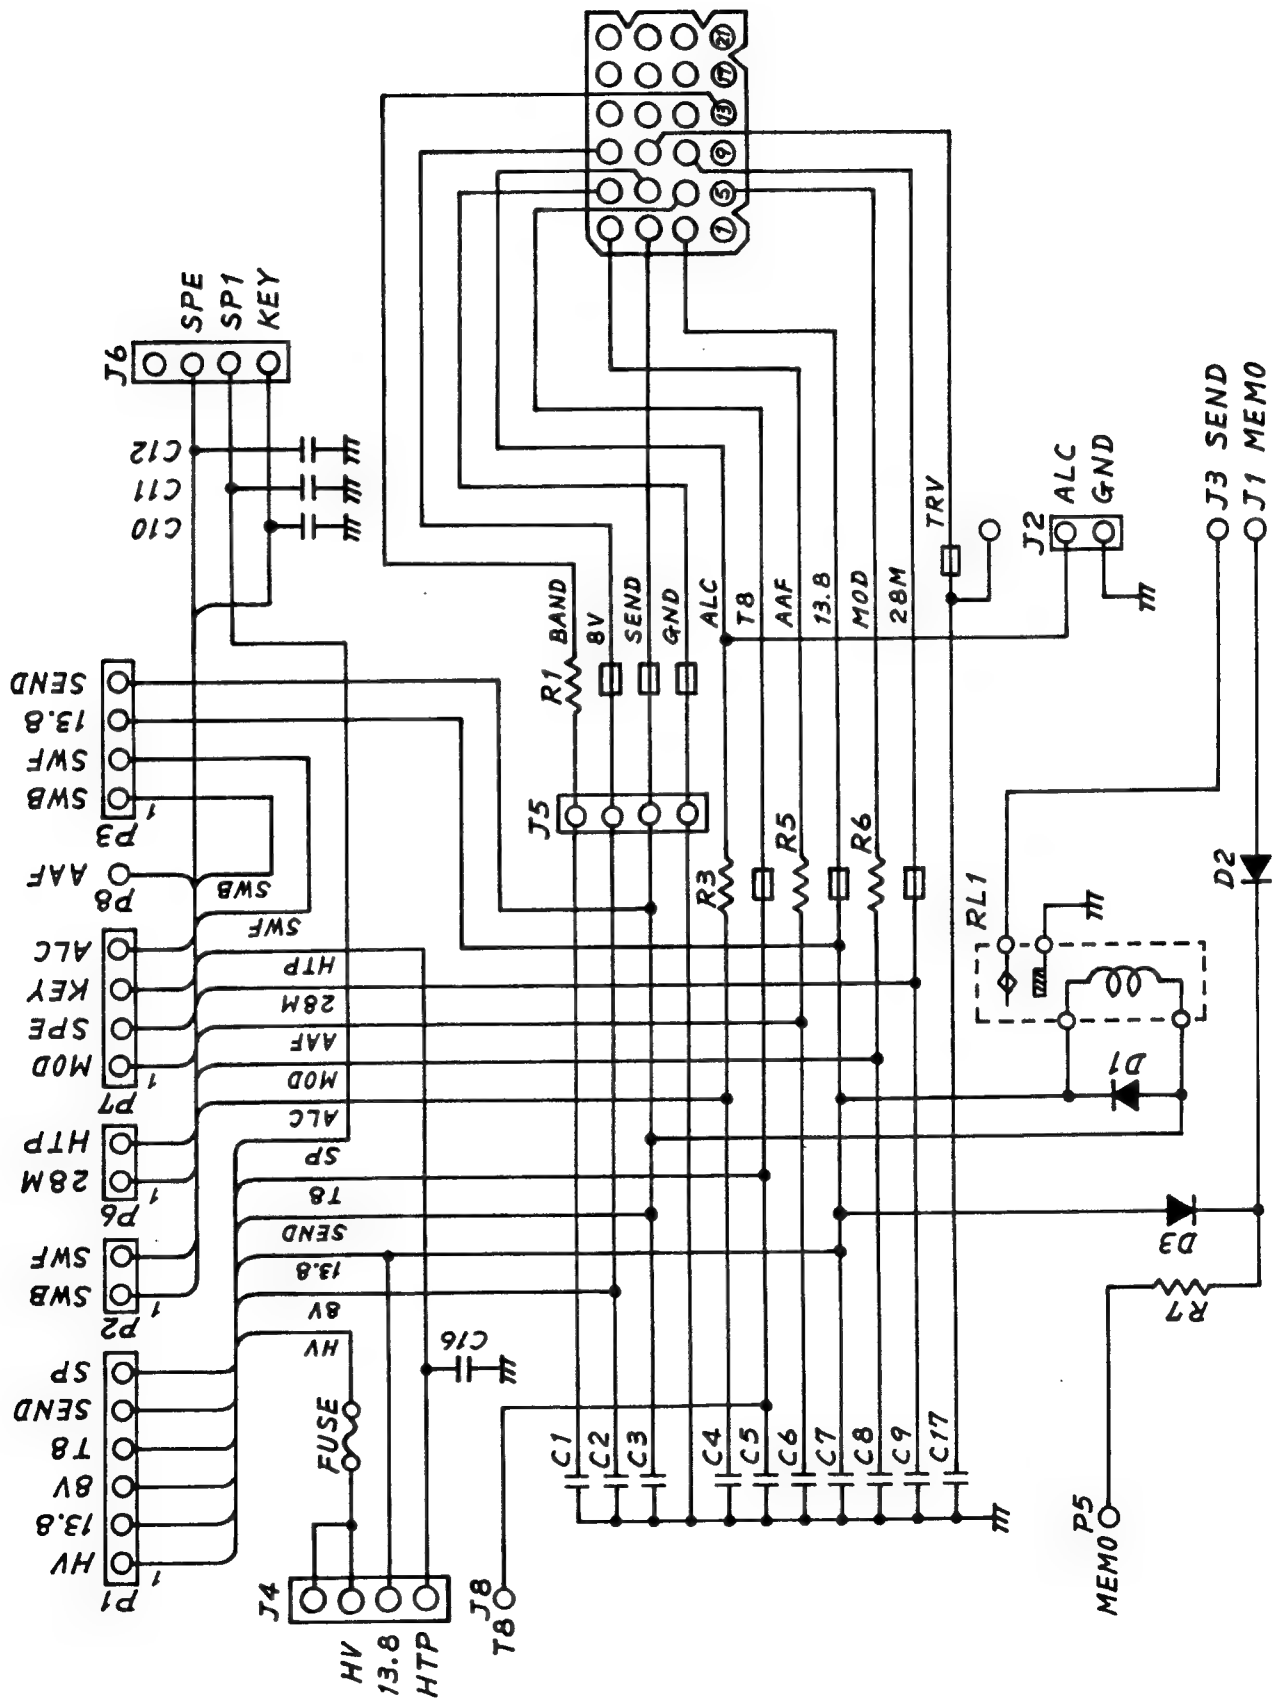 21
17
13
9
5
1
J6
SPE
SP1
KEY
C12
C11
C10
SEND
13.8
SWF
SWB
1
P3
AAF
P8
ALC
KEY
SPE
MOD
1
P7
HTP
28M
1
P6
SWF
SWB
1
P2
SP
SEND
T8
8V
13.8
HV
1
P1
SWB
SWF
HTP
28M
AAF
MOD
ALC
SP
T8
SEND
13.8
8V
HV
FUSE
C16
J4
HV
13.8
HTP
J8
T8
R1
BAND
8V
SEND
GND
ALC
T8
AAF
13.8
MOD
28M
TRV
J5
R3
R5
R6
J2
ALC
GND
J3 SEND
J1 MEMO
RL1
D2
D1
D3
R7
C1
C2
C3
C4
C5
C6
C7
C8
C9
C17
P5
MEMO